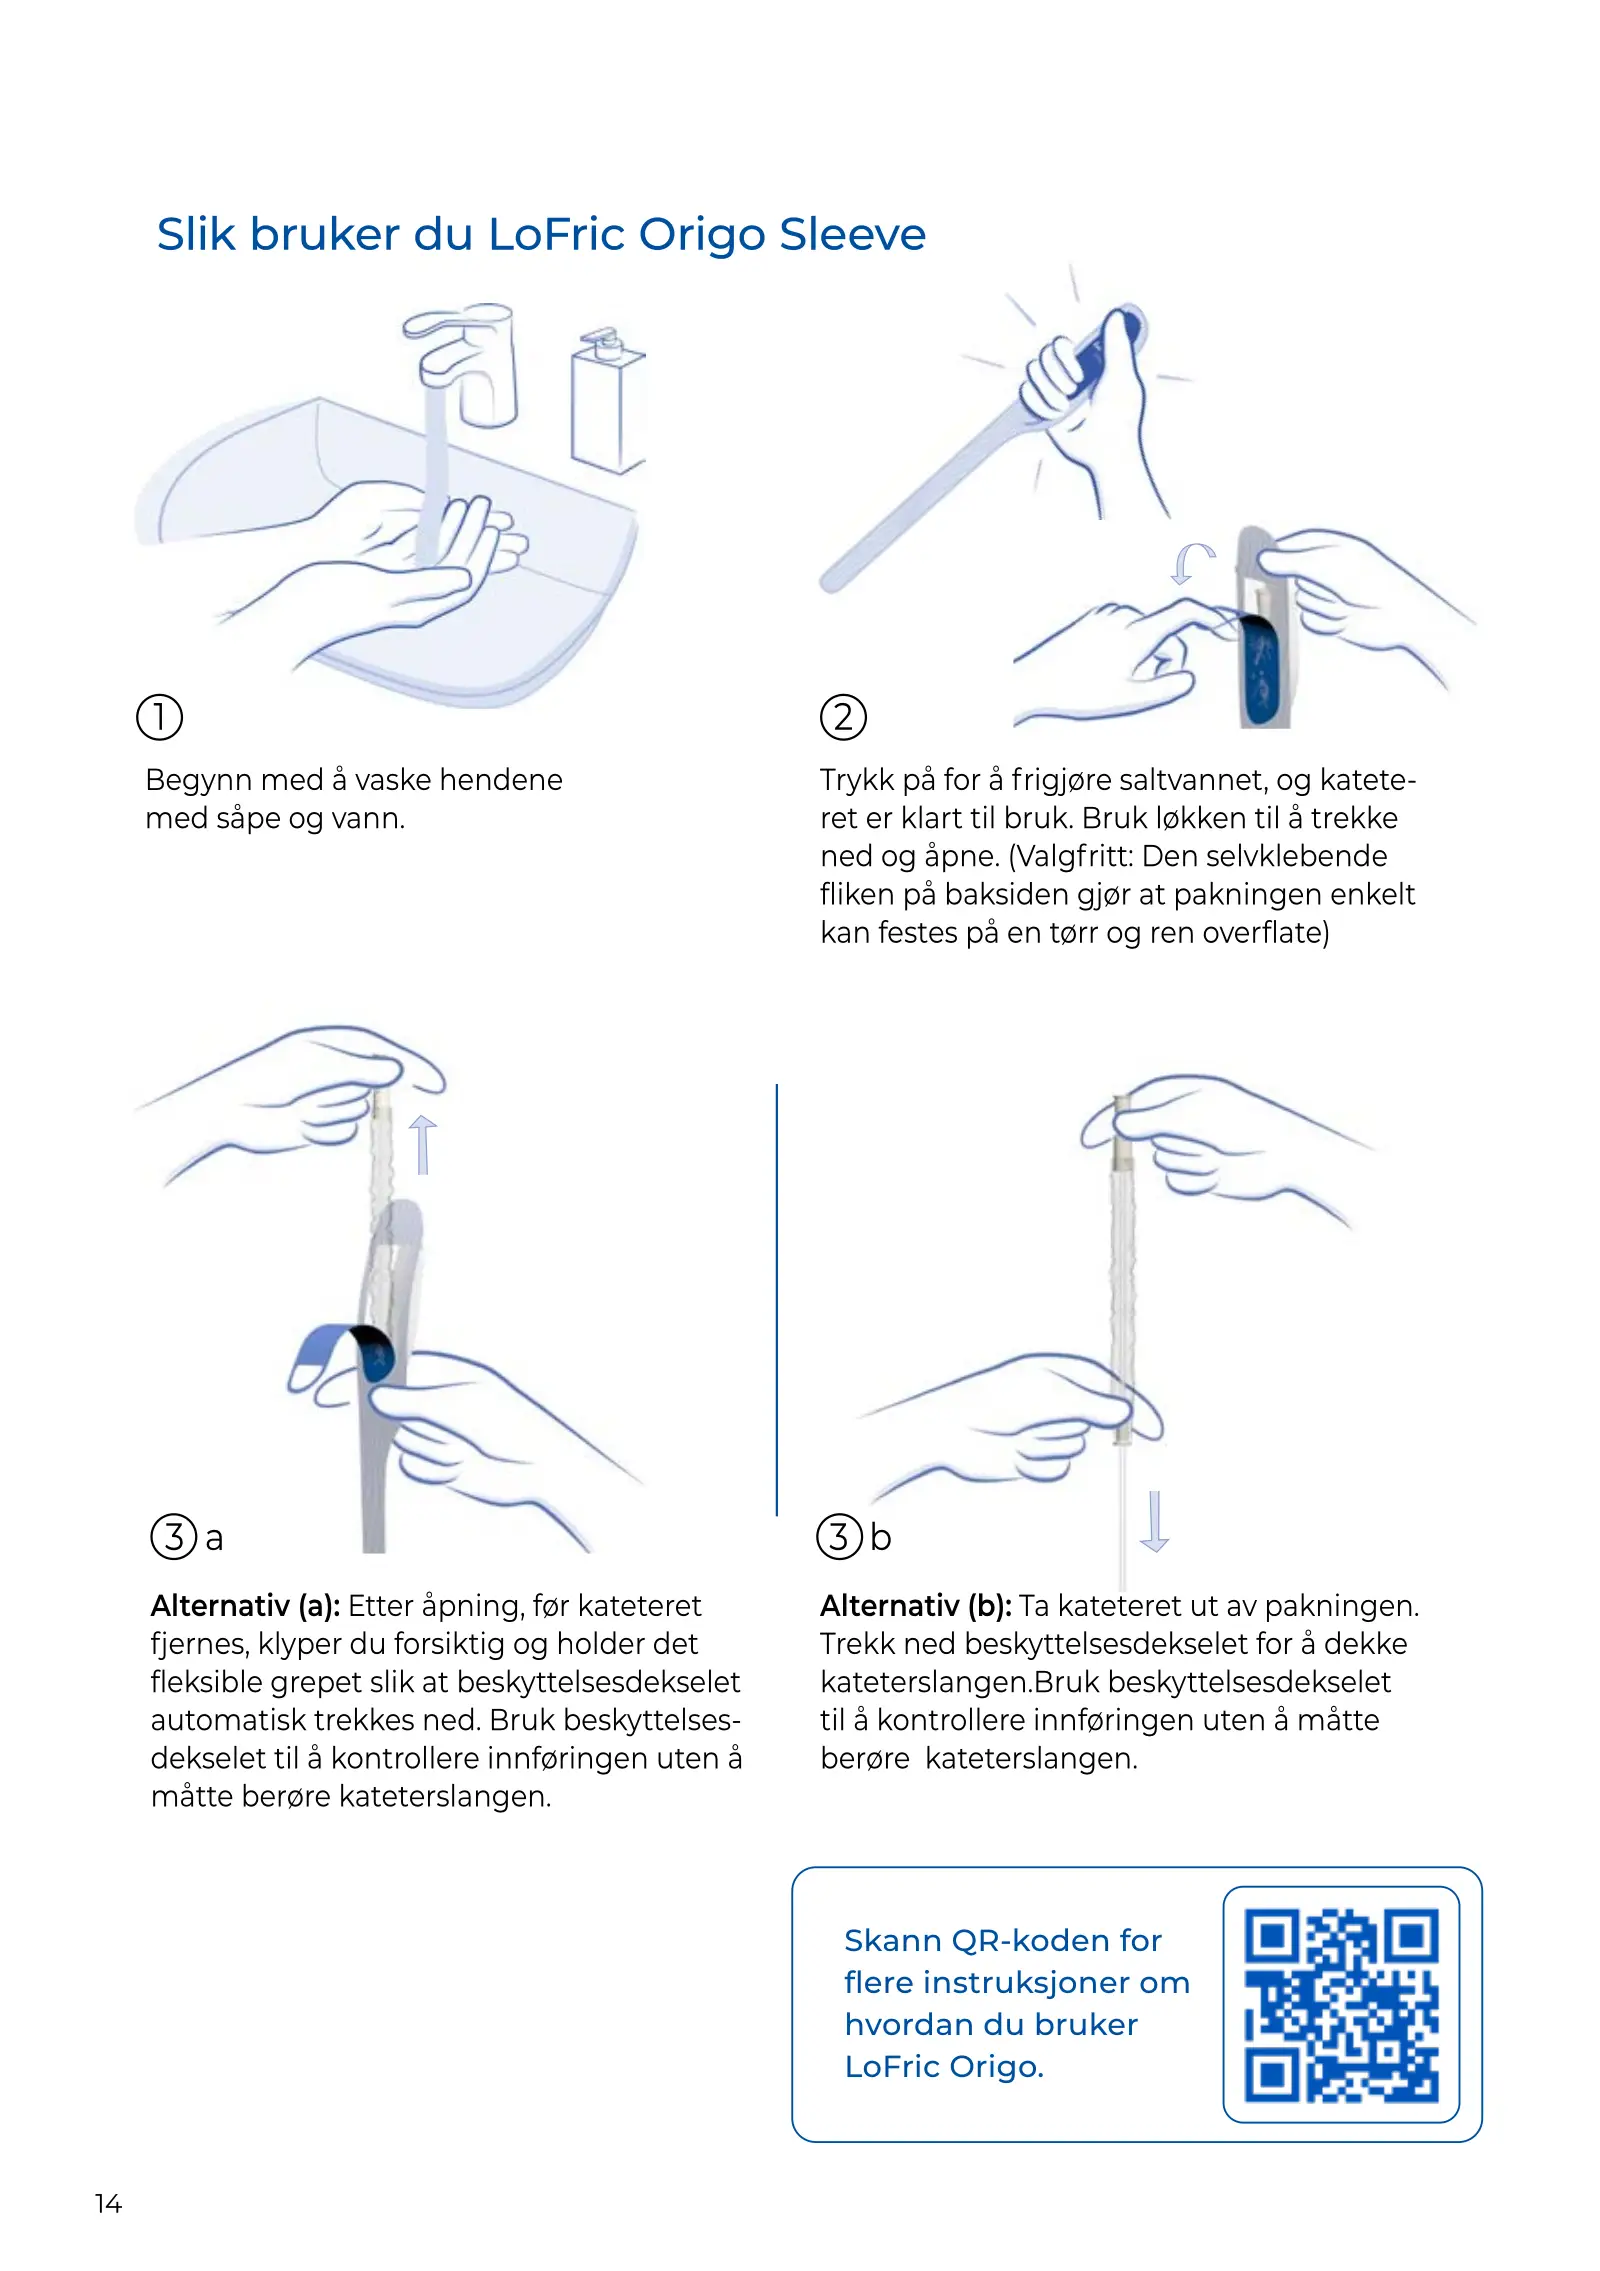 Slik bruker du LoFric Origo Sleeve
1
Begynn med å vaske hendene
med såpe og vann.
2
Trykk på for å frigjøre saltvannet, og katete-
ret er klart til bruk. Bruk løkken til å trekke
ned og åpne. (Valgfritt: Den selvklebende
fliken på baksiden gjør at pakningen enkelt
kan festes på en tørr og ren overflate)
3 a
Alternativ (a): Etter åpning, før kateteret
fjernes, klyper du forsiktig og holder det
fleksible grepet slik at beskyttelsesdekselet
automatisk trekkes ned. Bruk beskyttelses-
dekselet til å kontrollere innføringen uten å
måtte berøre kateterslangen.
3 b
Alternativ (b): Ta kateteret ut av pakningen.
Trekk ned beskyttelsesdekselet for å dekke
kateterslangen.Bruk beskyttelsesdekselet
til å kontrollere innføringen uten å måtte
berøre  kateterslangen.
Skann QR-koden for
flere instruksjoner om
hvordan du bruker
LoFric Origo.
14